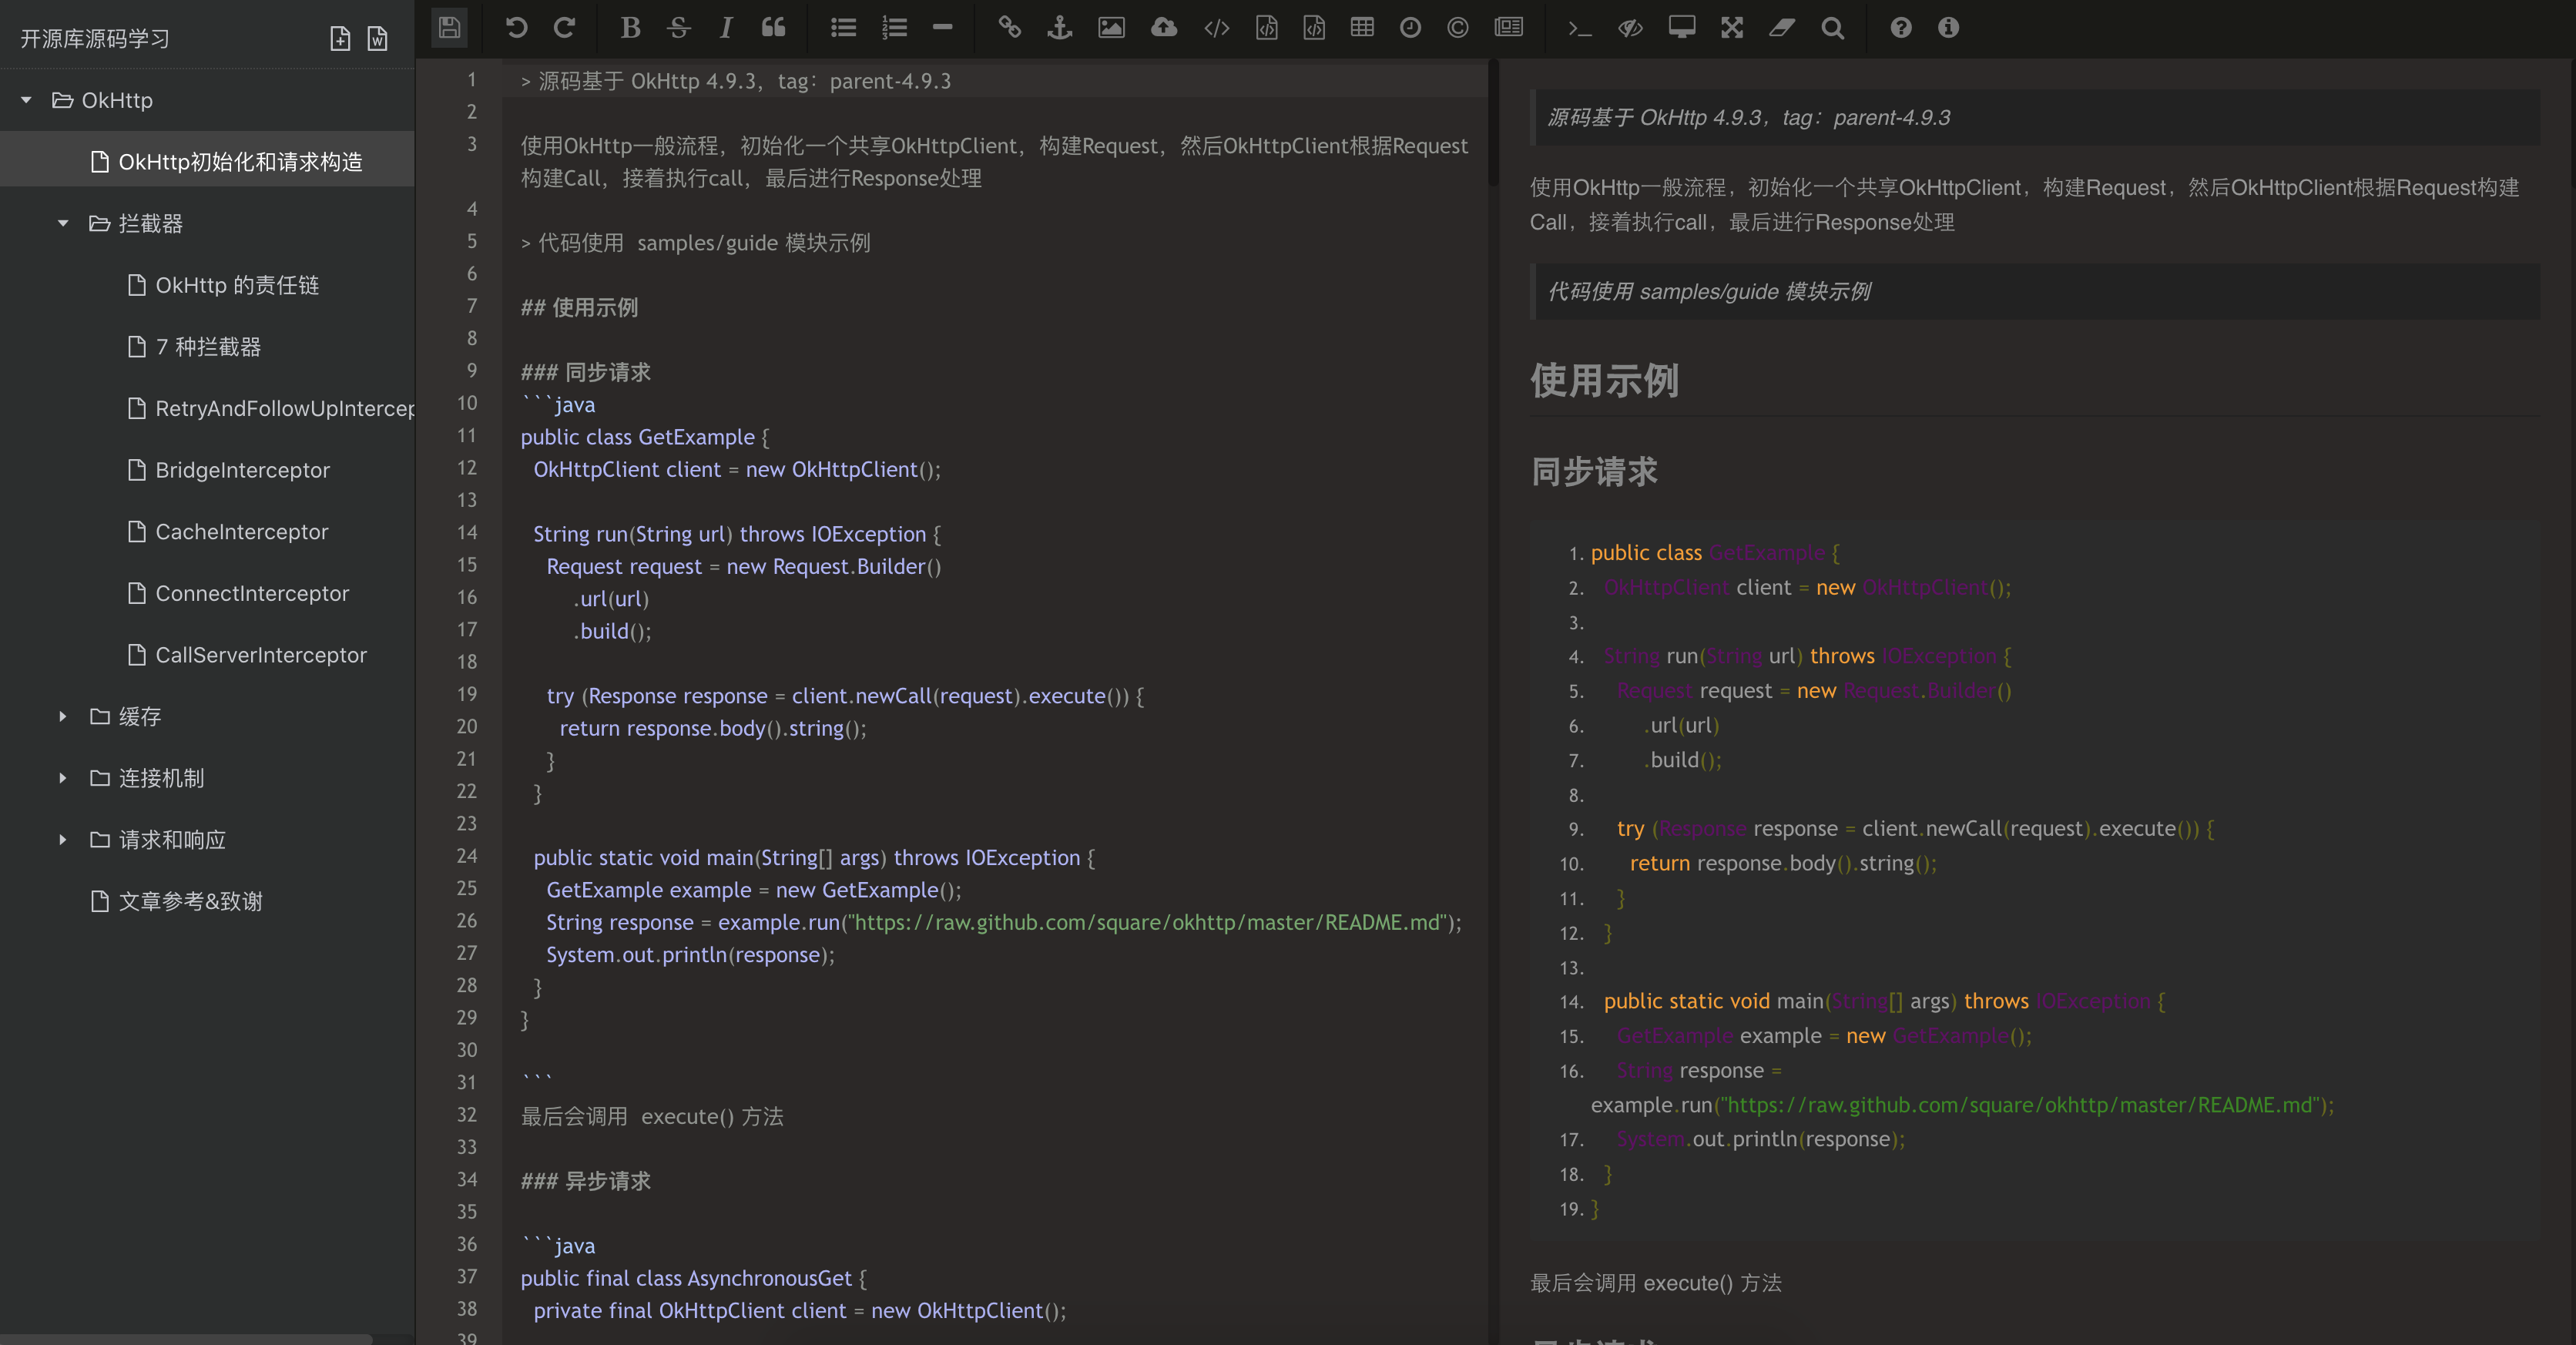 开源库源码学习
OkHttp
OkHttp初始化和请求构造
拦截器
OkHttp 的责任链
7 种拦截器
RetryAndFollowUpIntercep
BridgeInterceptor
CacheInterceptor
ConnectInterceptor
CallServerInterceptor
缓存
连接机制
请求和响应
文章参考&致谢
1 > 源码基于 OkHttp 4.9.3，tag：parent-4.9.3
2
3 使用OkHttp一般流程，初始化一个共享OkHttpClient，构建Request，然后OkHttpClient根据Request
构建Call，接着执行call，最后进行Response处理
4
5 > 代码使用 samples/guide 模块示例
6
7 ## 使用示例
8
9 ### 同步请求
10 ```java
11 public class GetExample {
12 OkHttpClient client = new OkHttpClient();
13
14 String run(String url) throws IOException {
15 Request request = new Request.Builder()
16 .url(url)
17 .build();
18
19 try (Response response = client.newCall(request).execute()) {
20 return response.body().string();
21 }
22 }
23
24 public static void main(String[] args) throws IOException {
25 GetExample example = new GetExample();
26 String response = example.run("https://raw.github.com/square/okhttp/master/README.md");
27 System.out.println(response);
28 }
29 }
30
31 ```
32 最后会调用 execute() 方法
33
34 ### 异步请求
35
36 ```java
37 public final class AsynchronousGet {
38 private final OkHttpClient client = new OkHttpClient();
39
源码基于 OkHttp 4.9.3，tag：parent-4.9.3
使用OkHttp一般流程，初始化一个共享OkHttpClient，构建Request，然后OkHttpClient根据Request构建
Call，接着执行call，最后进行Response处理
代码使用 samples/guide 模块示例
使用示例
同步请求
1. public class GetExample {
2. OkHttpClient client = new OkHttpClient();
3.
4. String run(String url) throws IOException {
5. Request request = new Request.Builder()
6. .url(url)
7. .build();
8.
9. try (Response response = client.newCall(request).execute()) {
10. return response.body().string();
11. }
12. }
13.
14. public static void main(String[] args) throws IOException {
15. GetExample example = new GetExample();
16. String response =
example.run("https://raw.github.com/square/okhttp/master/README.md");
17. System.out.println(response);
18. }
19. }
最后会调用 execute() 方法
异步请求